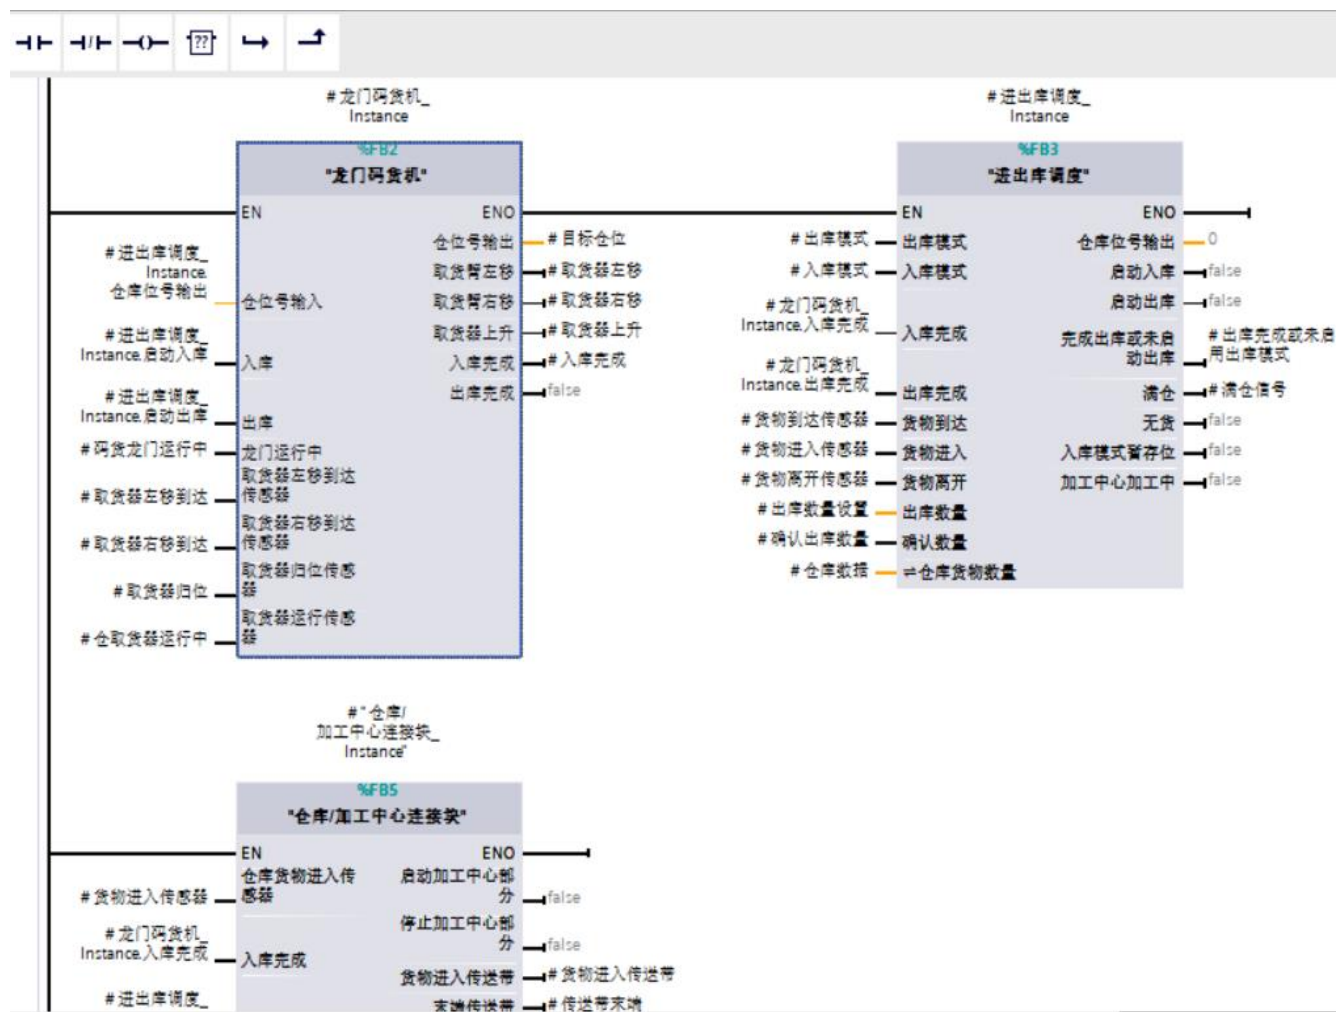 ??
#龙门码货机_
Instance
%FB2
"龙门码货机"
EN
ENO
#进出库调度_
Instance.
仓库位号输出
仓位号输入
#进出库调度_
Instance.启动入库
入库
#进出库调度_
Instance.启动出库
出库
#码货龙门运行中
龙门运行中
取货器左移到达
传感器
#取货器左移到达
取货器右移到达
传感器
#取货器右移到达
取货器归位传感
器
#取货器归位
取货器运行传感
器
#仓取货器运行中
仓位号输出
#目标仓位
取货臂左移
#取货器左移
取货臂右移
#取货器右移
取货器上升
#取货器上升
入库完成
#入库完成
出库完成
false
#进出库调度_
Instance
%FB3
"进出库调度"
EN
ENO
#出库模式
出库模式
#入库模式
入库模式
#龙门码货机_
Instance.入库完成
入库完成
#龙门码货机_
Instance.出库完成
出库完成
#货物到达传感器
货物到达
#货物进入传感器
货物进入
#货物离开传感器
货物离开
#出库数量设置
出库数量
#确认出库数量
确认数量
#仓库数据
⇌仓库货物数量
仓库位号输出
0
启动入库
false
启动出库
false
完成出库或未启
动出库
#出库完成或未启
用出库模式
满仓
#满仓信号
无货
false
入库模式暂存位
false
加工中心加工中
false
#"仓库/
加工中心连接块_
Instance"
%FB5
"仓库/加工中心连接块"
EN
ENO
仓库货物进入传
感器
#货物进入传感器
#龙门码货机_
Instance.入库完成
入库完成
#进出库调度_
启动加工中心部
分
false
停止加工中心部
分
false
货物进入传送带
#货物进入传送带
末端传送带
#传送带末端